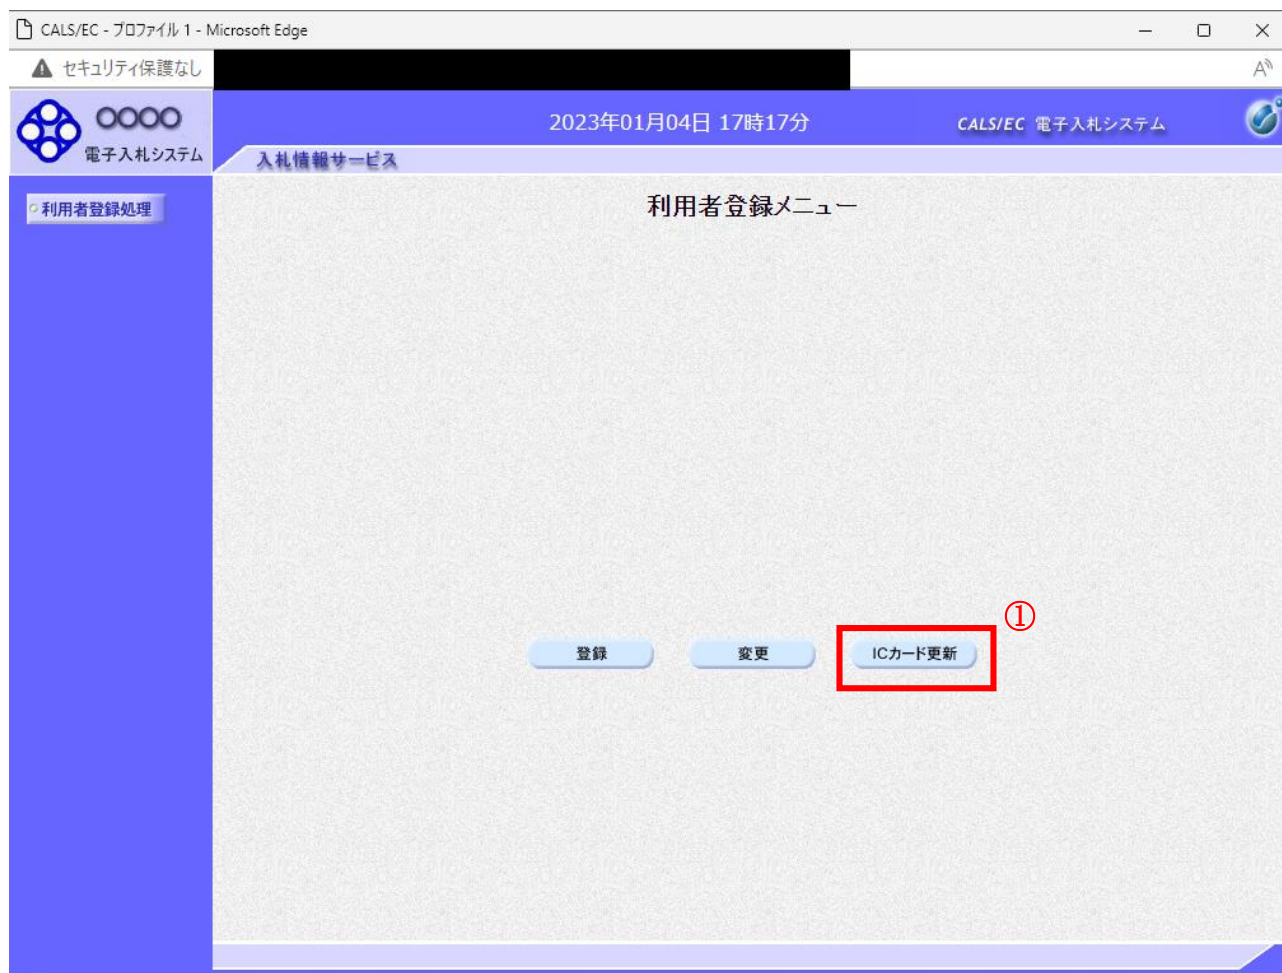 CALS/EC - プロファイル 1 - Microsoft Edge
セキュリティ保護なし
〇〇〇〇
電子入札システム
2023年01月04日 17時17分
CALS/EC 電子入札システム
入札情報サービス
利用者登録処理
利用者登録メニュー
①
登録
変更
ICカード更新